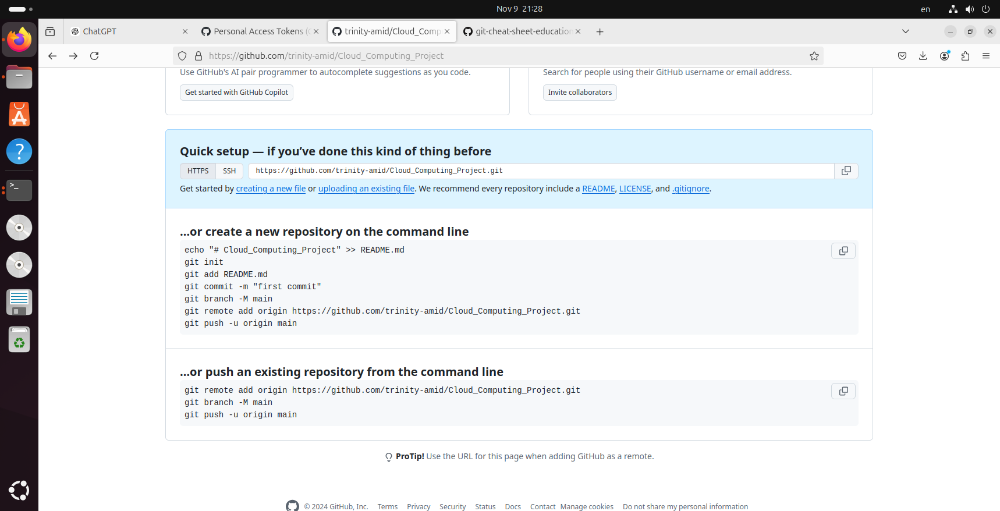 Nov 9 21:28
en
ChatGPT
Personal Access Tokens (C
trinity-amid/Cloud_Comp
git-cheat-sheet-education
https://github.com/trinity-amid/Cloud_Computing_Project
Use GitHub's AI pair programmer to autocomplete suggestions as you code.
Search for people using their GitHub username or email address.
Get started with GitHub Copilot
Invite collaborators
Quick setup — if you've done this kind of thing before
HTTPS
SSH
https://github.com/trinity-amid/Cloud_Computing_Project.git
Get started by creating a new file or uploading an existing file. We recommend every repository include a README, LICENSE, and .gitignore.
…or create a new repository on the command line
echo "# Cloud_Computing_Project" >> README.md
git init
git add README.md
git commit -m "first commit"
git branch -M main
git remote add origin https://github.com/trinity-amid/Cloud_Computing_Project.git
git push -u origin main
…or push an existing repository from the command line
git remote add origin https://github.com/trinity-amid/Cloud_Computing_Project.git
git branch -M main
git push -u origin main
ProTip! Use the URL for this page when adding GitHub as a remote.
© 2024 GitHub, Inc. Terms Privacy Security Status Docs Contact Manage cookies Do not share my personal information